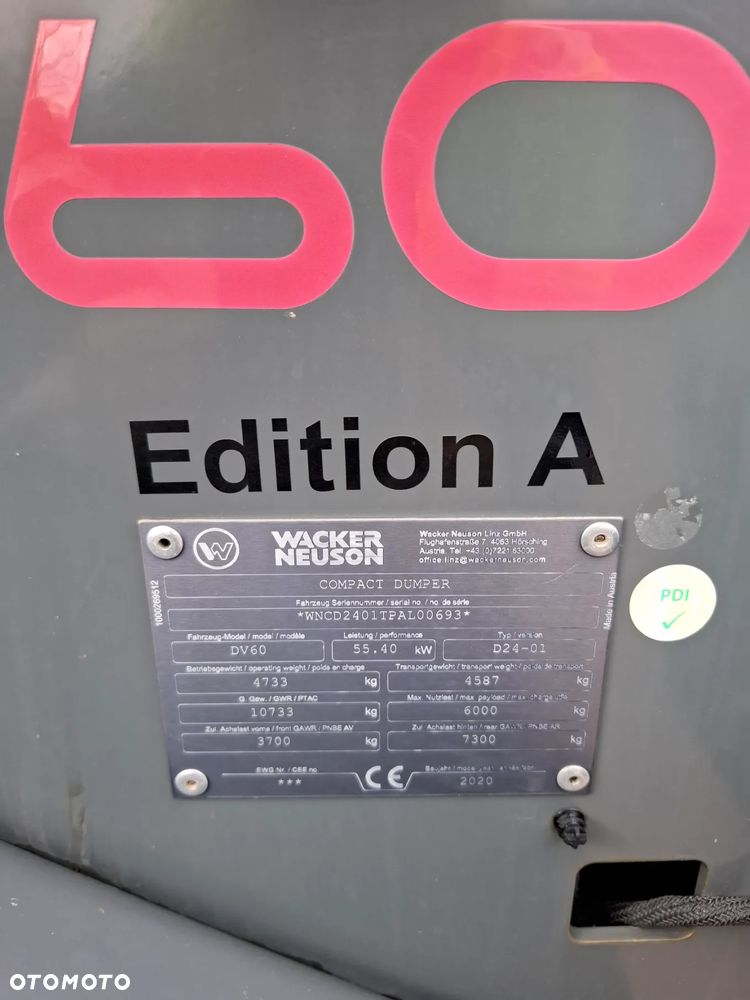 60
Edition A
WACKER
NEUSON
Wacker Neuson Linz GmbH
Flughafenstraße 7, 4063 Hörsching
Austria, Tel. +43 (0)7221 63000
office.linz@wackerneuson.com
1000269512
COMPACT DUMPER
Made in Austria
Fahrzeug Seriennummer / serial no. / no. de série
*WNCD2401TPAL00693*
PDI
Fahrzeug-Model / model / modèle
Leistung / performance
Typ / version
DV60
55.40 kW
D24-01
Betriebsgewicht / operating weight / poids en charge
Transportgewicht / transport weight / poids de transport
4733 kg
4587 kg
G. Gew. / GWR / PTAC
Max. Nutzlast / max. payload / max. charge utile
10733 kg
6000 kg
Zul. Achslast vorne / front GAWR / PNBE AV
Zul. Achslast hinten / rear GAWR / PNBE AR
3700 kg
7300 kg
EWG Nr. / CEE no.
CE
Baujahr / model
***
2020
OTOMOTO